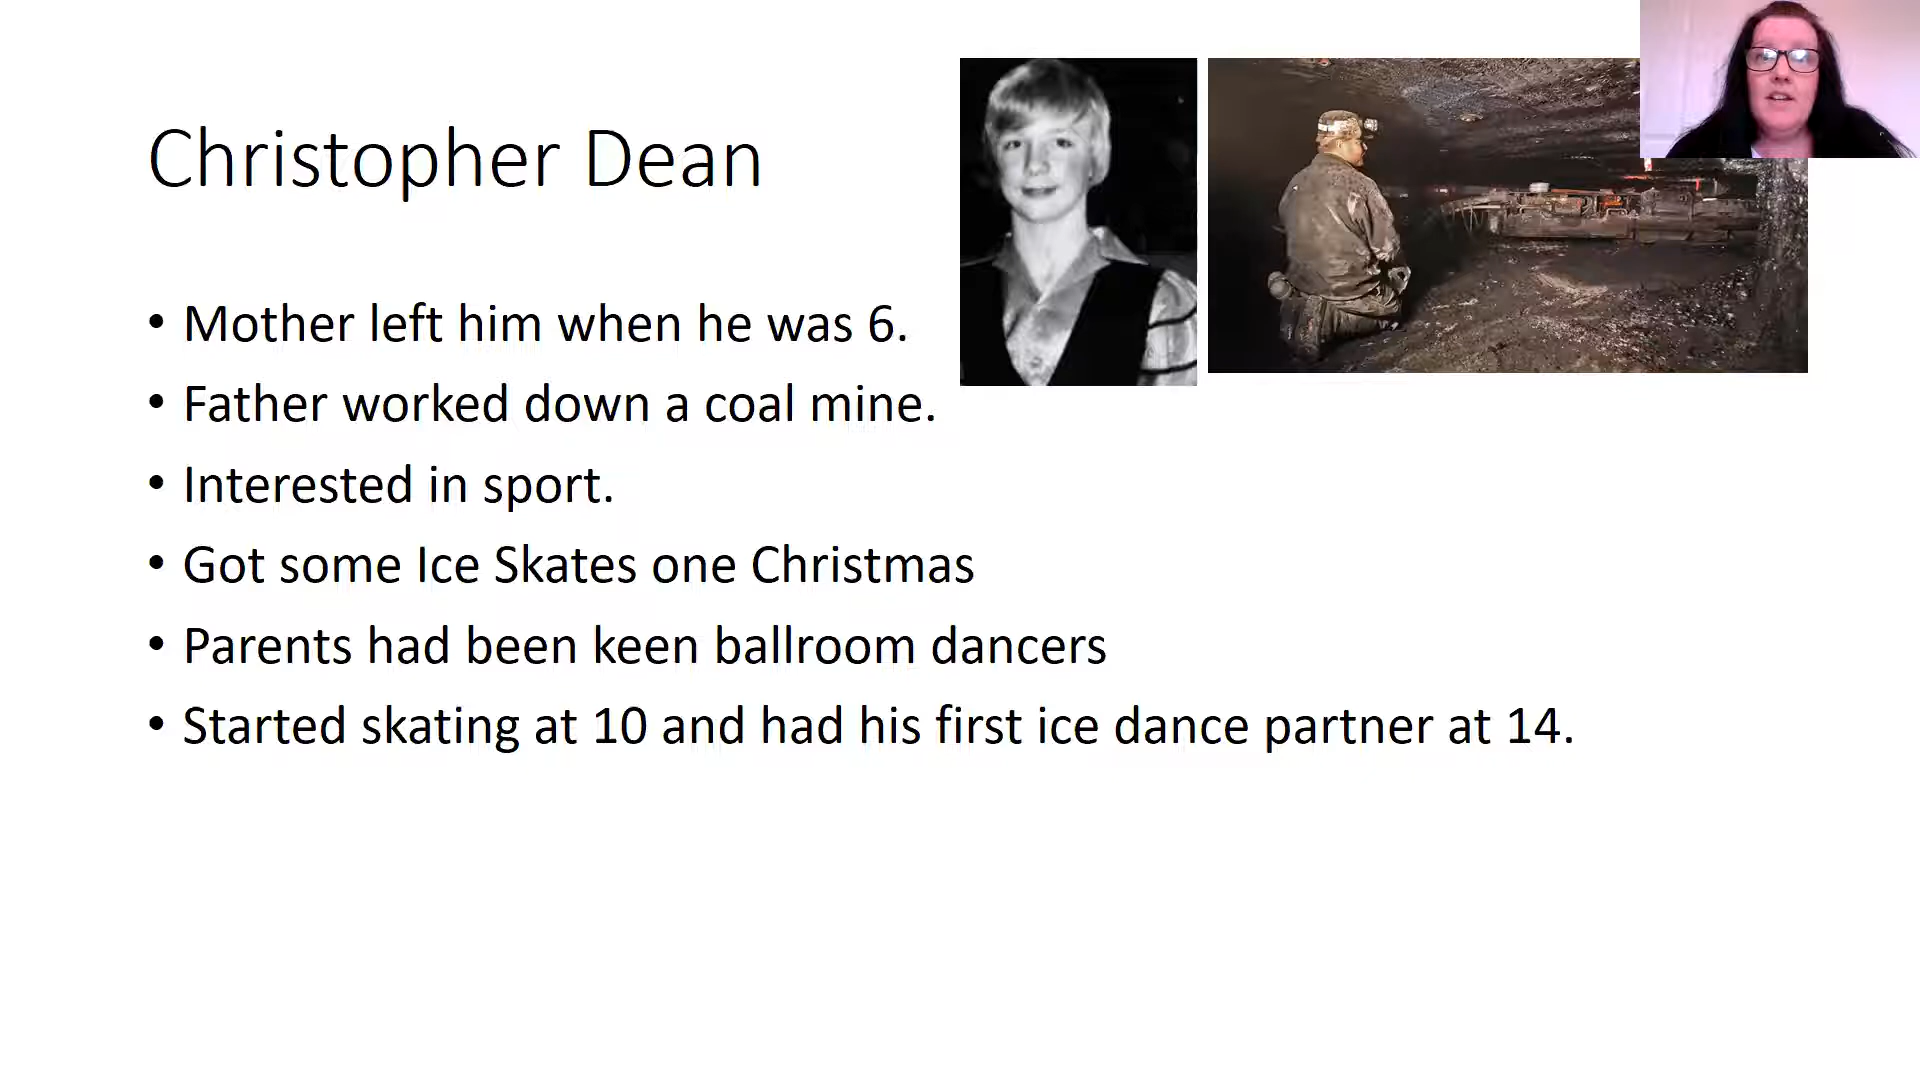 Christopher Dean
• Mother left him when he was 6.
• Father worked down a coal mine.
• Interested in sport.
• Got some Ice Skates one Christmas
• Parents had been keen ballroom dancers
• Started skating at 10 and had his first ice dance partner at 14.